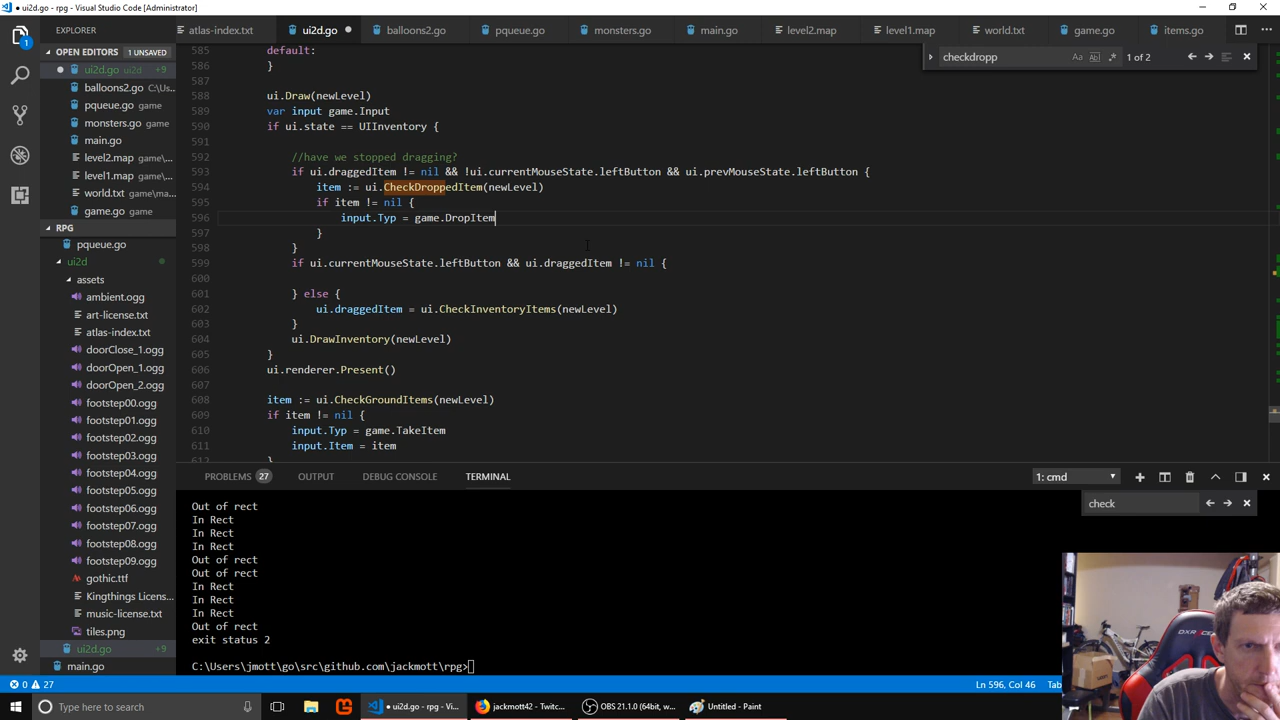 ui2d.go - rpg - Visual Studio Code [Administrator]
EXPLORER
atlas-index.txt
ui2d.go
balloons2.go
pqueue.go
monsters.go
main.go
level2.map
level1.map
world.txt
game.go
items.go
OPEN EDITORS 1 UNSAVED
ui2d.go ui2d +9
balloons2.go C:\Us...
pqueue.go game
monsters.go game
main.go
level2.map game\...
level1.map game\...
world.txt game\ma...
game.go game
RPG
pqueue.go
ui2d
assets
ambient.ogg
art-license.txt
atlas-index.txt
doorClose_1.ogg
doorOpen_1.ogg
doorOpen_2.ogg
footstep00.ogg
footstep01.ogg
footstep02.ogg
footstep03.ogg
footstep04.ogg
footstep05.ogg
footstep06.ogg
footstep07.ogg
footstep08.ogg
footstep09.ogg
gothic.ttf
Kingthings Licens...
music-license.txt
tiles.png
ui2d.go +9
main.go
checkdropp Aa Abl .* 1 of 2
585 default:
586 }
587
588 ui.Draw(newLevel)
589 var input game.Input
590 if ui.state == UIInventory {
591
592 //have we stopped dragging?
593 if ui.draggedItem != nil && !ui.currentMouseState.leftButton && ui.prevMouseState.leftButton {
594 item := ui.CheckDroppedItem(newLevel)
595 if item != nil {
596 input.Typ = game.DropItem
597 }
598 }
599 if ui.currentMouseState.leftButton && ui.draggedItem != nil {
600
601 } else {
602 ui.draggedItem = ui.CheckInventoryItems(newLevel)
603 }
604 ui.DrawInventory(newLevel)
605 }
606 ui.renderer.Present()
607
608 item := ui.CheckGroundItems(newLevel)
609 if item != nil {
610 input.Typ = game.TakeItem
611 input.Item = item
612 }
PROBLEMS 27 OUTPUT DEBUG CONSOLE TERMINAL 1: cmd
check
Out of rect
In Rect
In Rect
In Rect
Out of rect
Out of rect
In Rect
In Rect
In Rect
Out of rect
exit status 2
C:\Users\jmott\go\src\github.com\jackmott\rpg>
0 27 Ln 596, Col 46 Tab
Type here to search
ui2d.go - rpg - Vi...
jackmott42 - Twitc...
OBS 21.1.0 (64bit, w...
Untitled - Paint
DXRACER